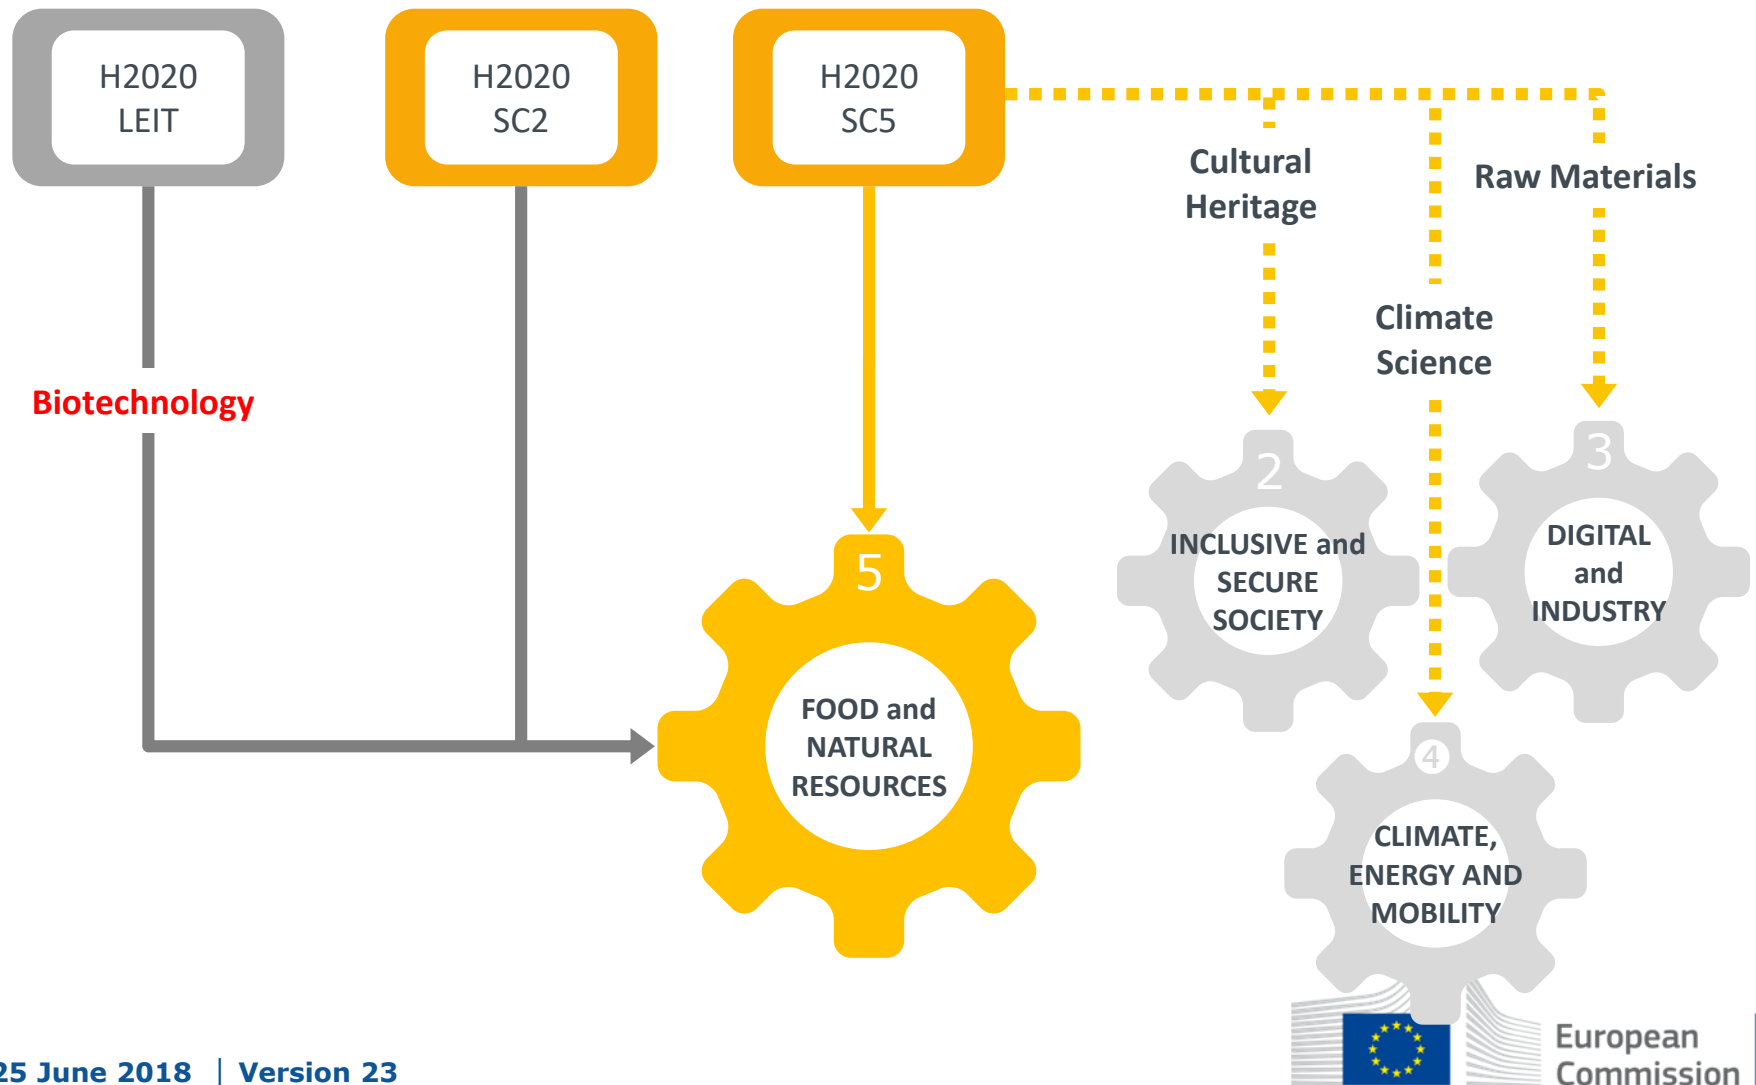 H2020
LEIT
H2020
SC2
H2020
SC5
Cultural
Heritage
Raw Materials
Climate
Science
Biotechnology
2
INCLUSIVE and
SECURE
SOCIETY
3
DIGITAL
and
INDUSTRY
5
FOOD and
NATURAL
RESOURCES
4
CLIMATE,
ENERGY AND
MOBILITY
25 June 2018 | Version 23
European
Commission